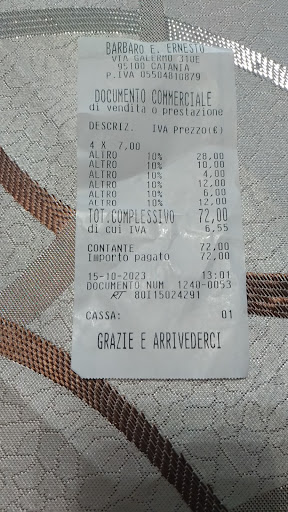 BARBARO E. ERNESTO
VIA GALERMO 310E
95100 CATANIA
P.IVA 05504810879
DOCUMENTO COMMERCIALE
di vendita o prestazione
DESCRIZ. IVA Prezzo(€)
4 X 7,00
ALTRO 10% 28,00
ALTRO 10% 10,00
ALTRO 10% 4,00
ALTRO 10% 12,00
ALTRO 10% 6,00
ALTRO 10% 12,00
TOT.COMPLESSIVO 72,00
di cui IVA 6,55
CONTANTE 72,00
Importo pagato 72,00
15-10-2023 13:01
DOCUMENTO NUM 1240-0053
RT 80I15024291
CASSA: 01
GRAZIE E ARRIVEDERCI